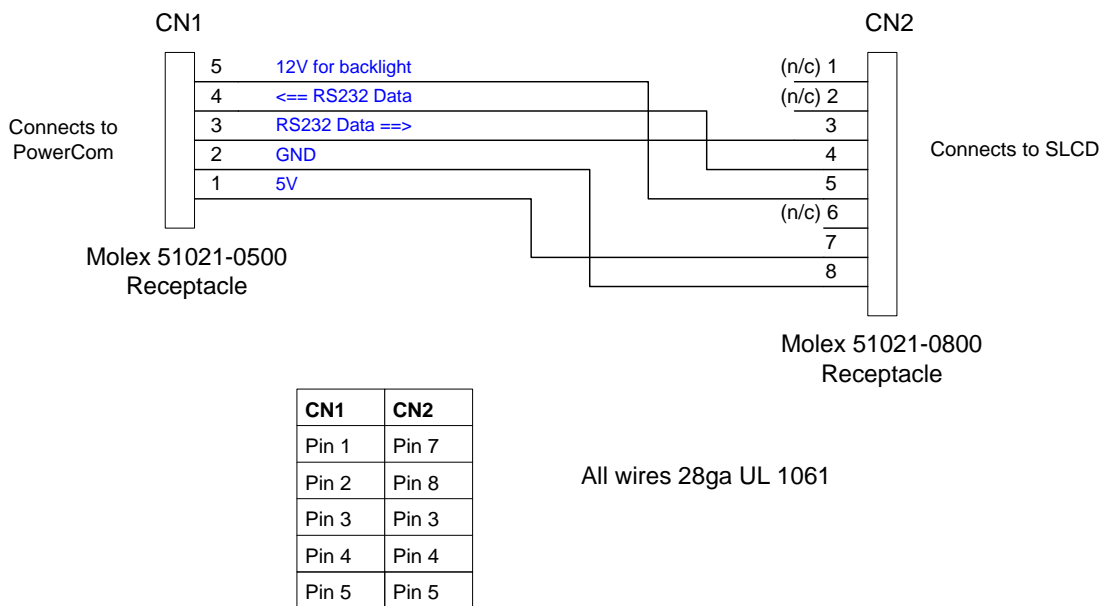 CN1
CN2
5 12V for backlight
4 <== RS232 Data
3 RS232 Data ==>
2 GND
1 5V
(n/c) 1
(n/c) 2
3
4
5
(n/c) 6
7
8
Connects to
PowerCom
Connects to SLCD
Molex 51021-0500
Receptacle
Molex 51021-0800
Receptacle
CN1 CN2
Pin 1 Pin 7
Pin 2 Pin 8
Pin 3 Pin 3
Pin 4 Pin 4
Pin 5 Pin 5
All wires 28ga UL 1061